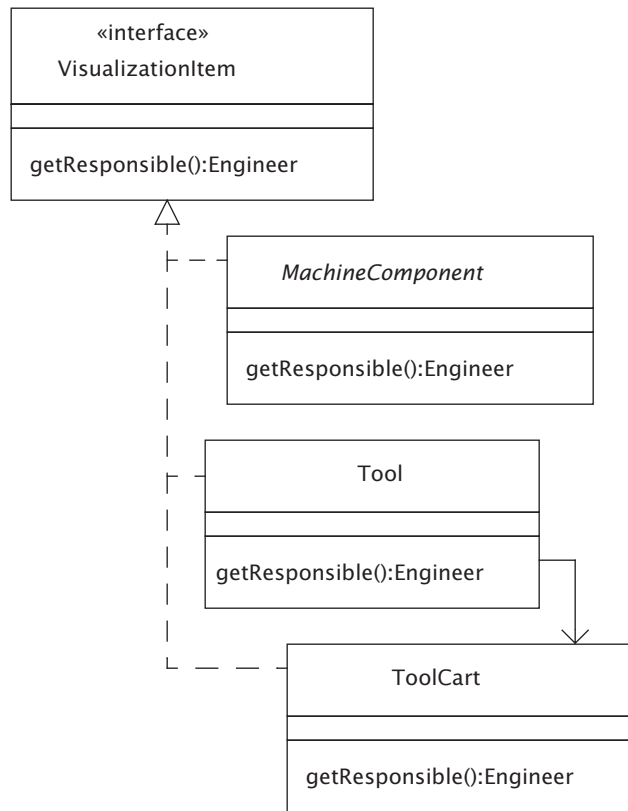 «interface»
VisualizationItem
getResponsible():Engineer
MachineComponent
getResponsible():Engineer
Tool
getResponsible():Engineer
ToolCart
getResponsible():Engineer